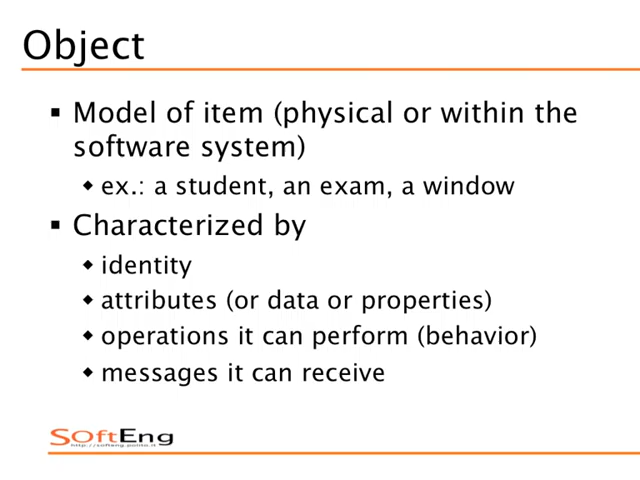 Object
▪ Model of item (physical or within the
software system)
◆ ex.: a student, an exam, a window
▪ Characterized by
◆ identity
◆ attributes (or data or properties)
◆ operations it can perform (behavior)
◆ messages it can receive
SOftEng
http://softeng.polito.it